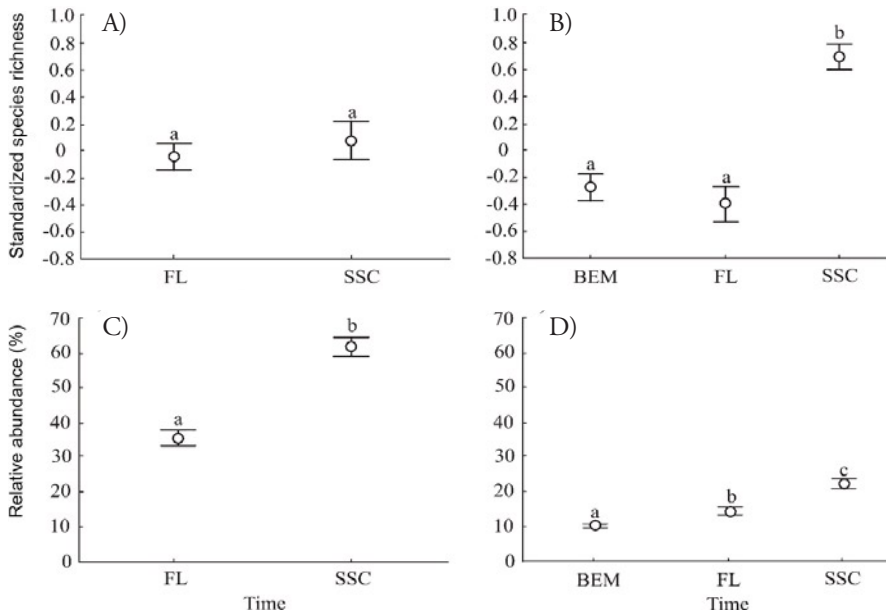 Standardized species richness
A)
1.0
0.8
0.6
0.4
0.2
0
-0.2
-0.4
-0.6
-0.8
a
a
FL
SSC
B)
1.0
0.8
0.6
0.4
0.2
0
-0.2
-0.4
-0.6
-0.8
a
a
b
BEM
FL
SSC
Relative abundance (%)
C)
70
60
50
40
30
20
10
0
a
b
FL
SSC
Time
D)
70
60
50
40
30
20
10
0
a
b
c
BEM
FL
SSC
Time